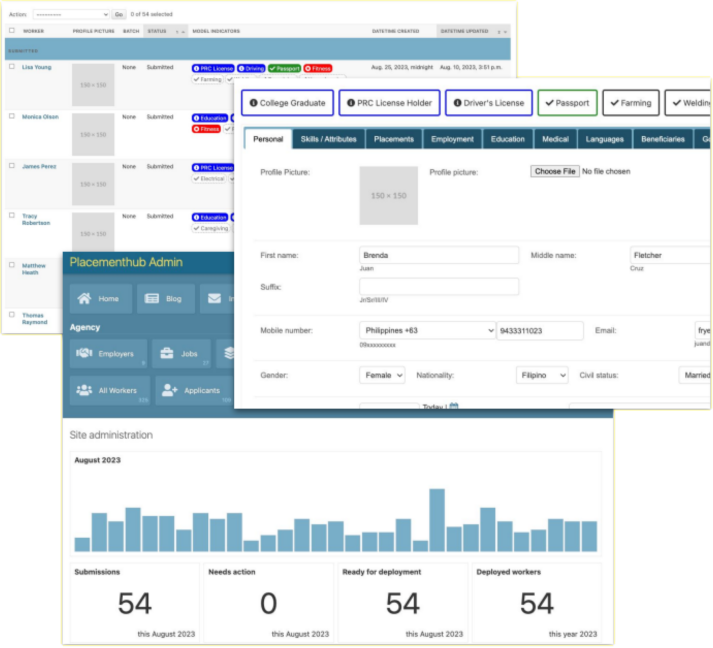 Action: ---------- Go 0 of 54 selected
WORKER PROFILE PICTURE BATCH STATUS MODEL INDICATORS DATETIME CREATED DATETIME UPDATED
SUBMITTED
Lisa Young 150 × 150 None Submitted PRC License Driving Passport Fitness Aug. 25, 2023, midnight Aug. 10, 2023, 3:51 p.m.
Farming
Monica Olson 150 × 150 None Submitted Education
Fitness
James Perez 150 × 150 None Submitted PRC License
Electrical
Tracy Robertson 150 × 150 None Submitted Education
Caregiving
Matthew Heath
Thomas Raymond
College Graduate PRC License Holder Driver's License Passport Farming Welding
Personal Skills / Attributes Placements Employment Education Medical Languages Beneficiaries
Profile Picture: 150 × 150 Profile picture: Choose File No file chosen
First name: Brenda Middle name: Fletcher
Juan Cruz
Suffix:
Jr/Sr/III/IV
Mobile number: Philippines +63 9433311023 Email: frye
09xxxxxxxxx juand
Gender: Female Nationality: Filipino Civil status: Married
Today |
Placementhub Admin
Home Blog
Agency
Employers Jobs
All Workers Applicants
Site administration
August 2023
Submissions Needs action Ready for deployment Deployed workers
54 0 54 54
this August 2023 this August 2023 this August 2023 this year 2023